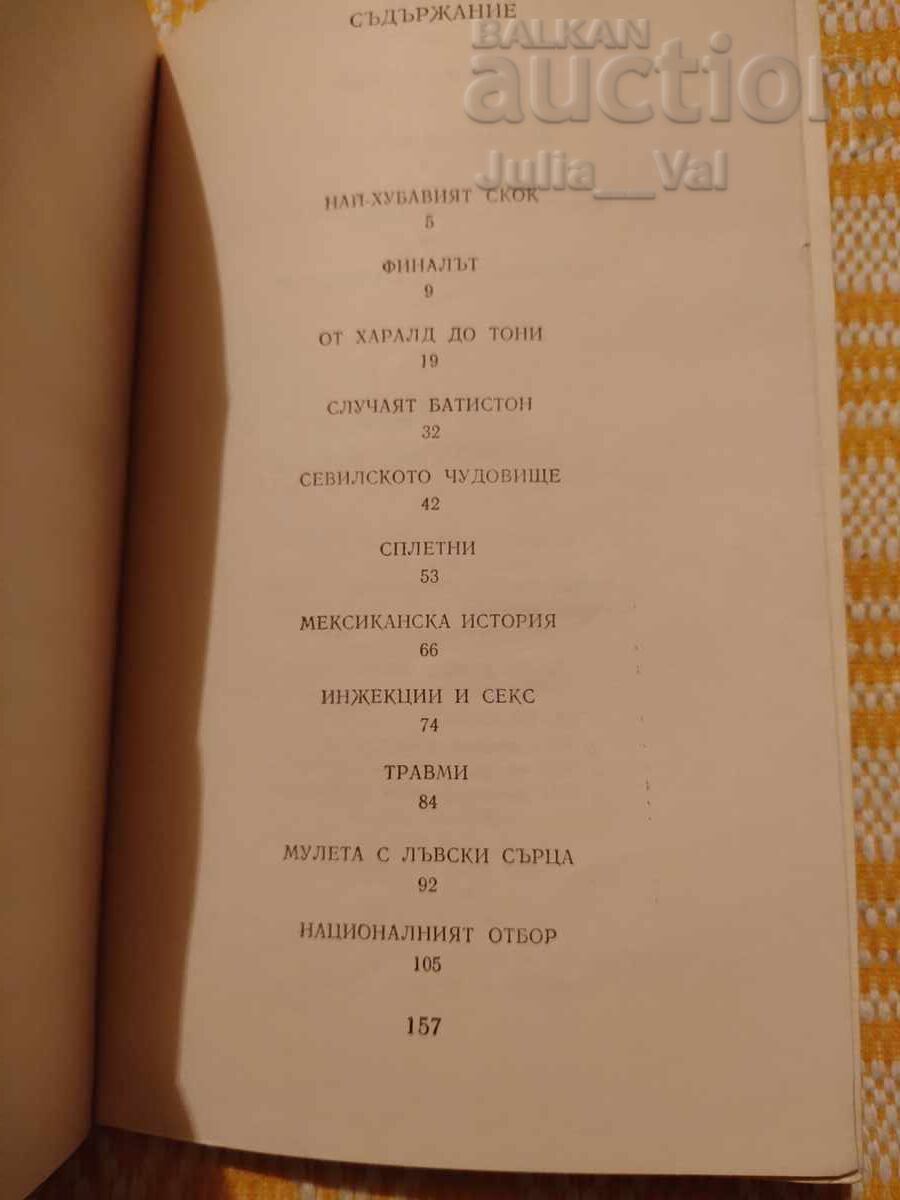 СЪДЪРЖАНИЕ
BALKAN
auction
Julia__Val
НАЙ-ХУБАВИЯТ СКОК
5
ФИНАЛЪТ
9
ОТ ХАРАЛД ДО ТОНИ
19
СЛУЧАЯТ БАТИСТОН
32
СЕВИЛСКОТО ЧУДОВИЩЕ
42
СПЛЕТНИ
53
МЕКСИКАНСКА ИСТОРИЯ
66
ИНЖЕКЦИИ И СЕКС
74
ТРАВМИ
84
МУЛЕТА С ЛЪВСКИ СЪРЦА
92
НАЦИОНАЛНИЯТ ОТБОР
105
157